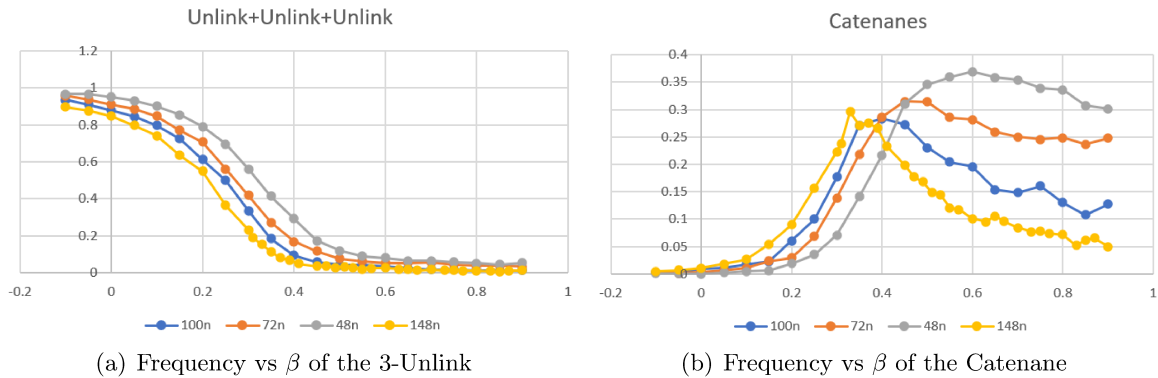 Unlink+Unlink+Unlink
1.2
1
0.8
0.6
0.4
0.2
0
-0.2 0 0.2 0.4 0.6 0.8 1
100n 72n 48n 148n
(a) Frequency vs β of the 3-Unlink
Catenanes
0.4
0.35
0.3
0.25
0.2
0.15
0.1
0.05
0
-0.2 0 0.2 0.4 0.6 0.8 1
100n 72n 48n 148n
(b) Frequency vs β of the Catenane